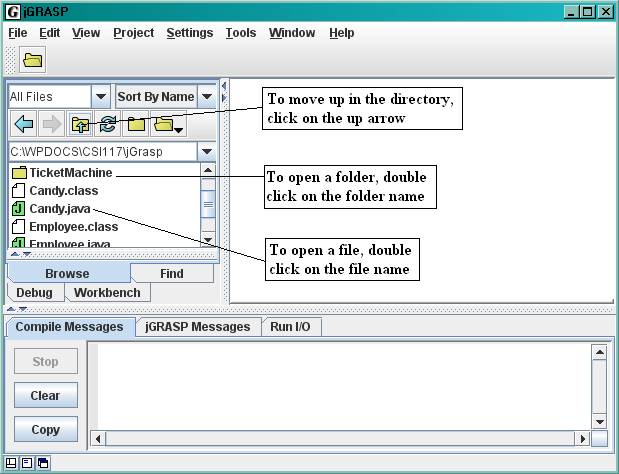 jGRASP
File Edit View Project Settings Tools Window Help
All Files Sort By Name
To move up in the directory,
click on the up arrow
C:\WPDOCS\CSI117\jGrasp
TicketMachine
Candy.class
Candy.java
Employee.class
Employee.java
To open a folder, double
click on the folder name
To open a file, double
click on the file name
Browse Find
Debug Workbench
Compile Messages jGRASP Messages Run I/O
Stop
Clear
Copy